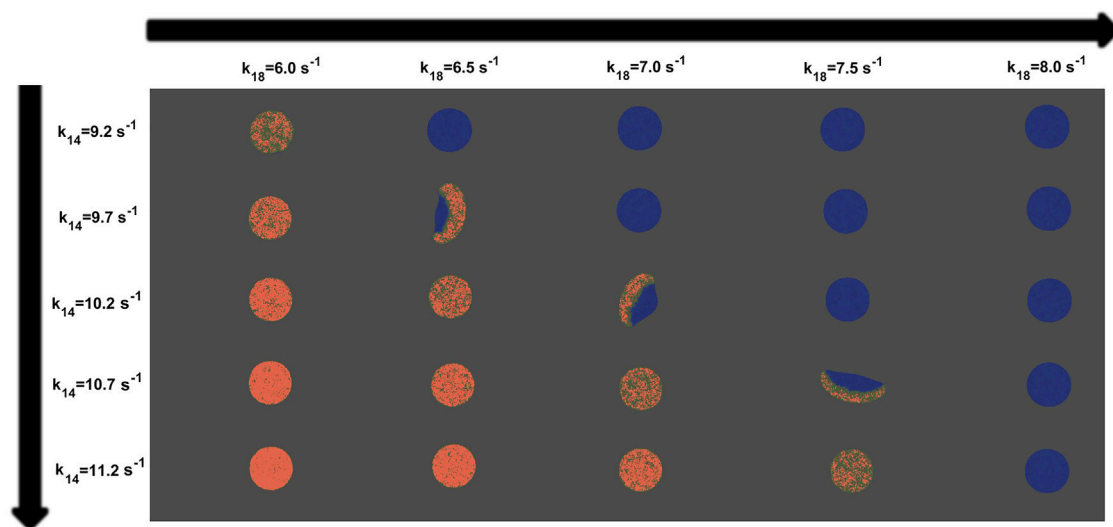 k₁₈=6.0 s⁻¹ k₁₈=6.5 s⁻¹ k₁₈=7.0 s⁻¹ k₁₈=7.5 s⁻¹ k₁₈=8.0 s⁻¹
k₁₄=9.2 s⁻¹
k₁₄=9.7 s⁻¹
k₁₄=10.2 s⁻¹
k₁₄=10.7 s⁻¹
k₁₄=11.2 s⁻¹